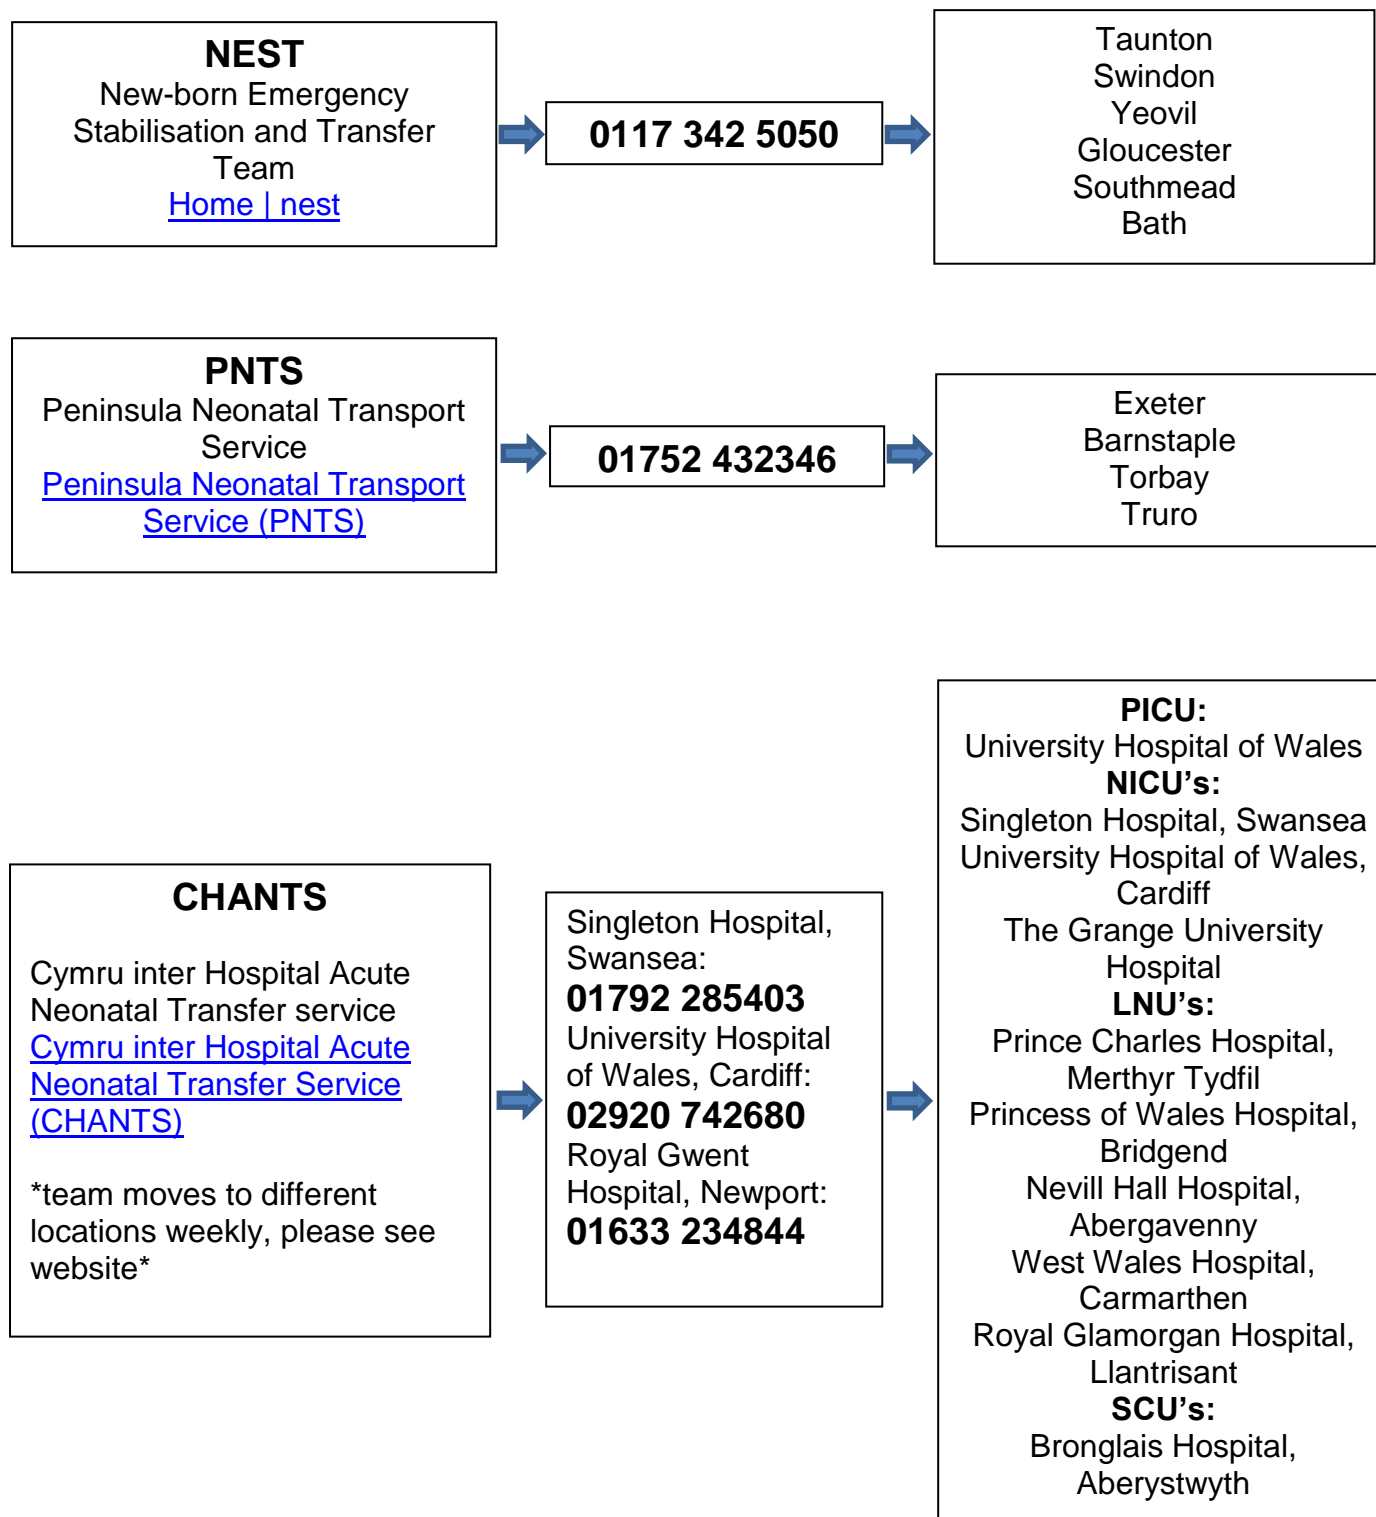 NEST
New-born Emergency
Stabilisation and Transfer
Team
Home | nest
0117 342 5050
Taunton
Swindon
Yeovil
Gloucester
Southmead
Bath
PNTS
Peninsula Neonatal Transport
Service
Peninsula Neonatal Transport
Service (PNTS)
01752 432346
Exeter
Barnstaple
Torbay
Truro
CHANTS
Cymru inter Hospital Acute
Neonatal Transfer service
Cymru inter Hospital Acute
Neonatal Transfer Service
(CHANTS)
*team moves to different
locations weekly, please see
website*
Singleton Hospital,
Swansea:
01792 285403
University Hospital
of Wales, Cardiff:
02920 742680
Royal Gwent
Hospital, Newport:
01633 234844
PICU:
University Hospital of Wales
NICU’s:
Singleton Hospital, Swansea
University Hospital of Wales,
Cardiff
The Grange University
Hospital
LNU’s:
Prince Charles Hospital,
Merthyr Tydfil
Princess of Wales Hospital,
Bridgend
Nevill Hall Hospital,
Abergavenny
West Wales Hospital,
Carmarthen
Royal Glamorgan Hospital,
Llantrisant
SCU’s:
Bronglais Hospital,
Aberystwyth